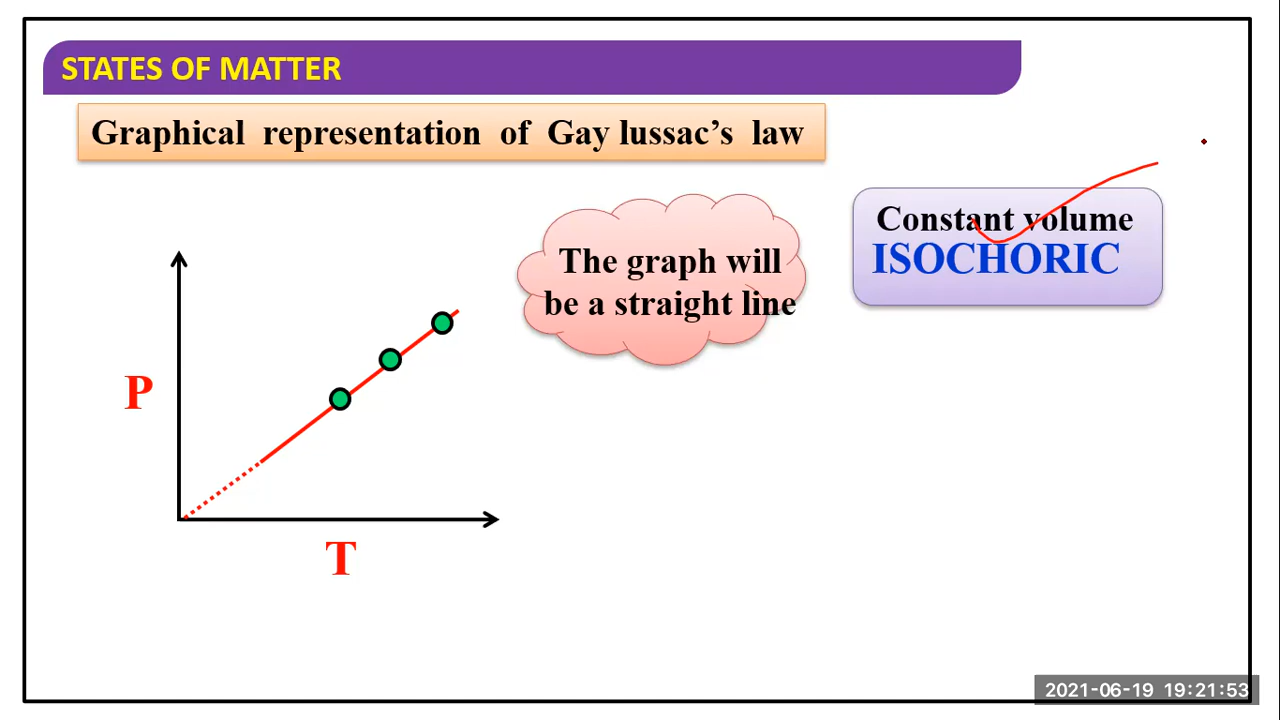 STATES OF MATTER
Graphical representation of Gay lussac’s law
The graph will
be a straight line
Constant volume
ISOCHORIC
P
T
2021-06-19 19:21:53